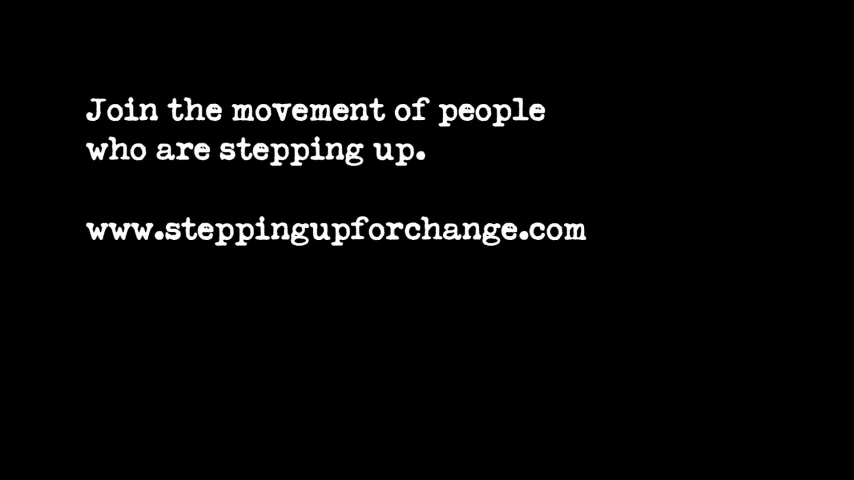 Join the movement of people
who are stepping up.
www.steppingupforchange.com